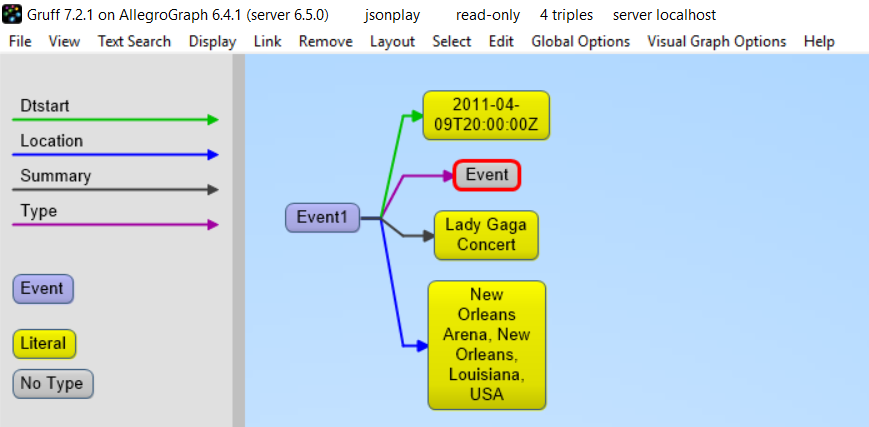 Gruff 7.2.1 on AllegroGraph 6.4.1 (server 6.5.0) jsonplay read-only 4 triples server localhost
File View Text Search Display Link Remove Layout Select Edit Global Options Visual Graph Options Help
Dtstart
Location
Summary
Type
Event
Literal
No Type
Event1
2011-04-
09T20:00:00Z
Event
Lady Gaga
Concert
New
Orleans
Arena, New
Orleans,
Louisiana,
USA